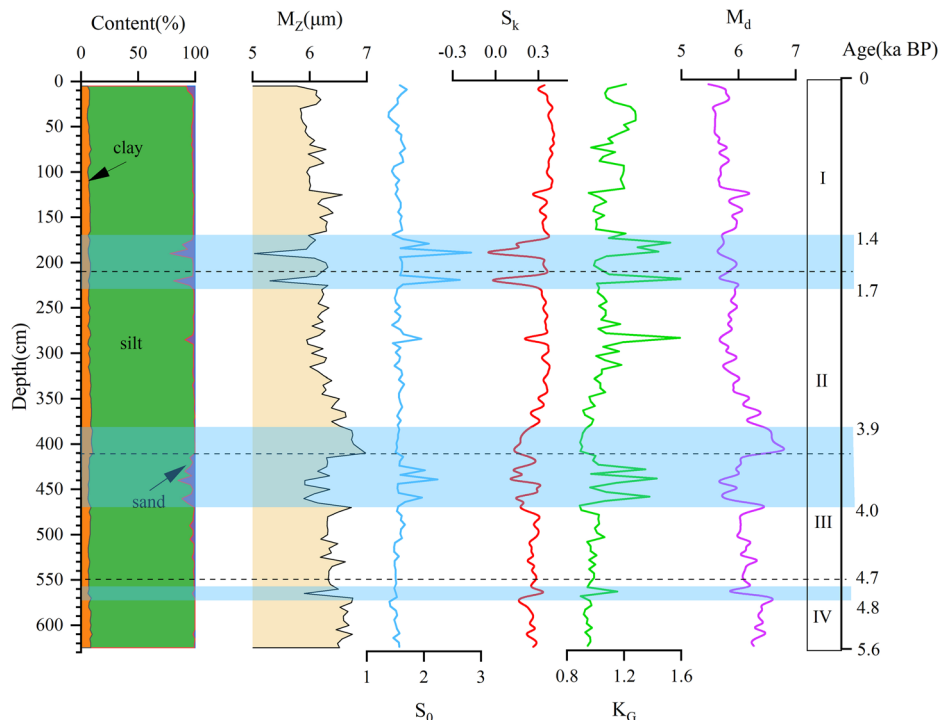 Content(%)
M_Z(μm)
S_k
M_d
0 50 100
5 6 7
-0.3 0.0 0.3
5 6 7
Age(ka BP)
Depth(cm)
0
50
100
150
200
250
300
350
400
450
500
550
600
clay
silt
sand
0
1.4
1.7
3.9
4.0
4.7
4.8
5.6
I
II
III
IV
1 2 3
0.8 1.2 1.6
S_0
K_G